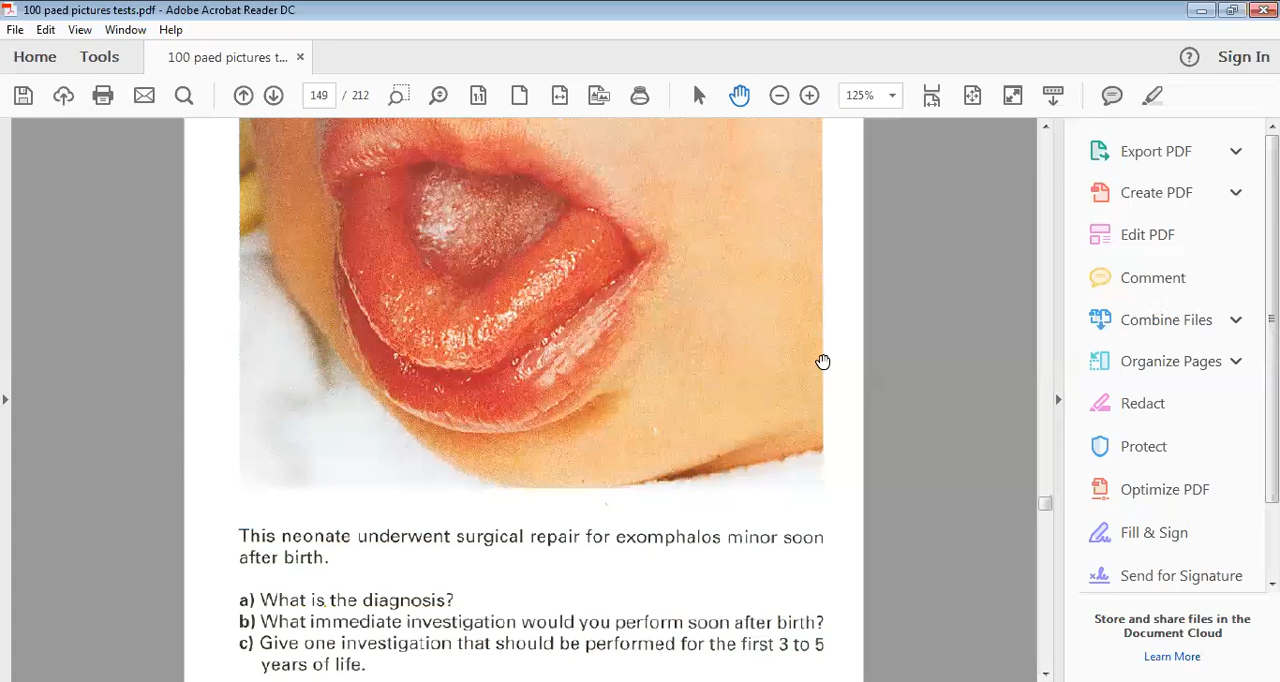 100 paed pictures tests.pdf - Adobe Acrobat Reader DC
File Edit View Window Help
Home Tools 100 paed pictures t... × ? Sign In
149 / 212 125%
This neonate underwent surgical repair for exomphalos minor soon
after birth.
a) What is the diagnosis?
b) What immediate investigation would you perform soon after birth?
c) Give one investigation that should be performed for the first 3 to 5
years of life.
Export PDF
Create PDF
Edit PDF
Comment
Combine Files
Organize Pages
Redact
Protect
Optimize PDF
Fill & Sign
Send for Signature
Store and share files in the
Document Cloud
Learn More